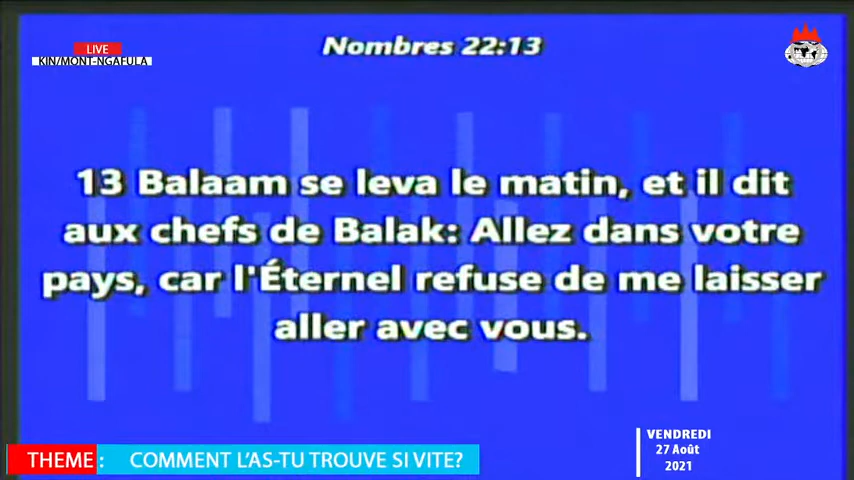 LIVE
KIN/MONT-NGAFULA
Nombres 22:13
13 Balaam se leva le matin, et il dit
aux chefs de Balak: Allez dans votre
pays, car l'Éternel refuse de me laisser
aller avec vous.
THEME : COMMENT L'AS-TU TROUVE SI VITE?
VENDREDI
27 Août
2021